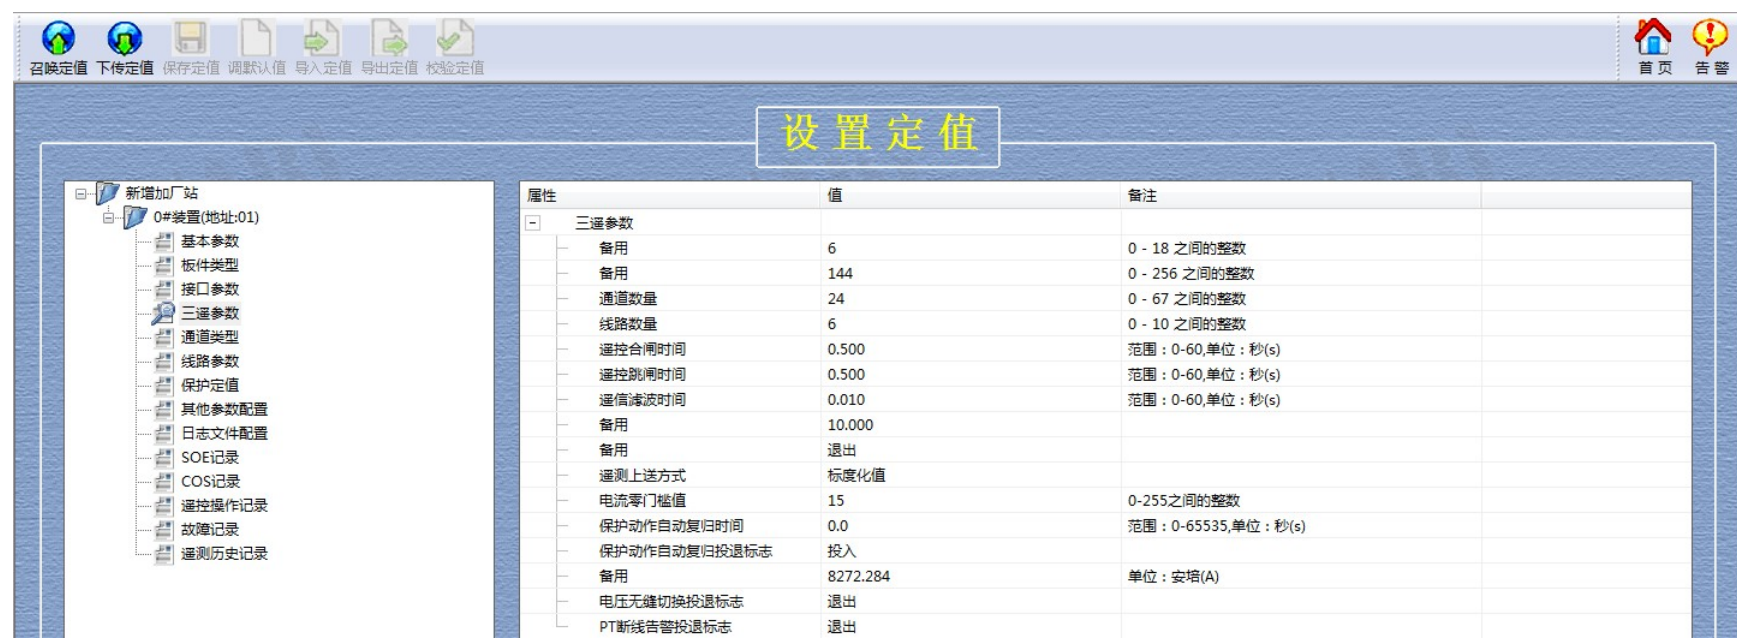 召唤定值 下传定值 保存定值 调默认值 导入定值 导出定值 校验定值 首页 告警
设置定值
新增加厂站
0#装置(地址:01)
基本参数
板件类型
接口参数
三遥参数
通道类型
线路参数
保护定值
其他参数配置
日志文件配置
SOE记录
COS记录
遥控操作记录
故障记录
遥测历史记录
属性 值 备注
三遥参数
备用 6 0 - 18 之间的整数
备用 144 0 - 256 之间的整数
通道数量 24 0 - 67 之间的整数
线路数量 6 0 - 10 之间的整数
遥控合闸时间 0.500 范围：0-60,单位：秒(s)
遥控跳闸时间 0.500 范围：0-60,单位：秒(s)
遥信滤波时间 0.010 范围：0-60,单位：秒(s)
备用 10.000
备用 退出
遥测上送方式 标度化值
电流零门槛值 15 0-255之间的整数
保护动作自动复归时间 0.0 范围：0-65535,单位：秒(s)
保护动作自动复归投退标志 投入
备用 8272.284 单位：安培(A)
电压无缝切换投退标志 退出
PT断线告警投退标志 退出